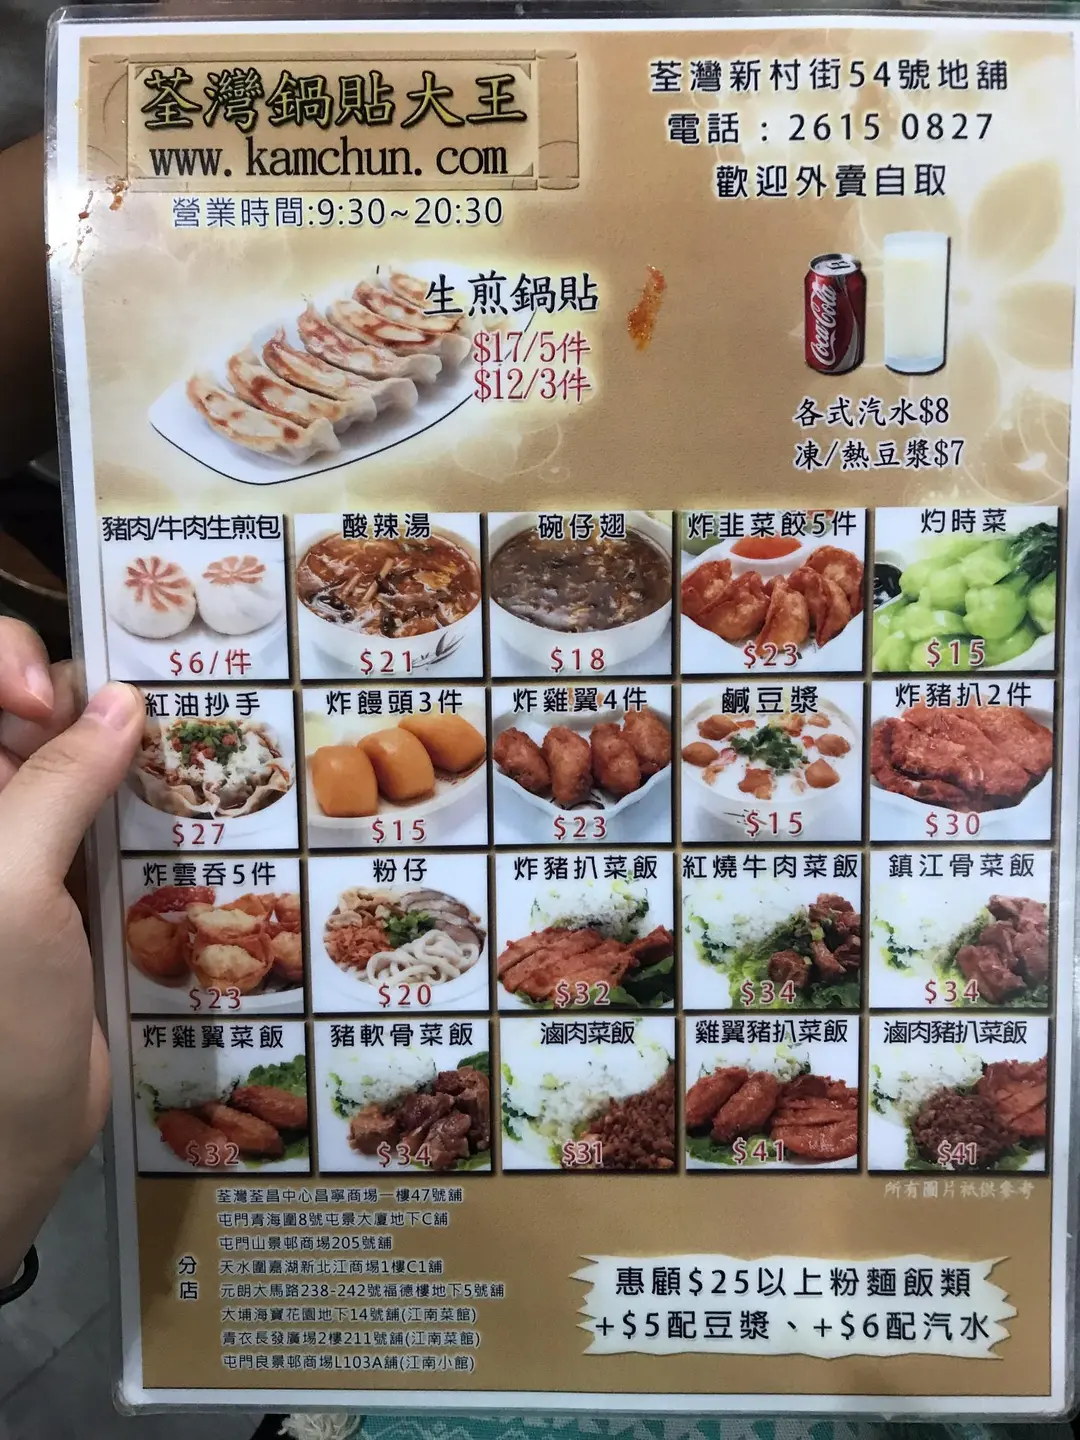 荃灣鍋貼大王
www.kamchun.com
營業時間:9:30~20:30
荃灣新村街54號地舖
電話：2615 0827
歡迎外賣自取
生煎鍋貼
$17/5件
$12/3件
Coca-Cola
各式汽水$8
凍/熱豆漿$7
豬肉/牛肉生煎包
$6/件
酸辣湯
$21
碗仔翅
$18
炸韭菜餃5件
$23
灼時菜
$15
紅油抄手
$27
炸饅頭3件
$15
炸雞翼4件
$23
鹹豆漿
$15
炸豬扒2件
$30
炸雲吞5件
$23
粉仔
$20
炸豬扒菜飯
$32
紅燒牛肉菜飯
$34
鎮江骨菜飯
$34
炸雞翼菜飯
$32
豬軟骨菜飯
$34
滷肉菜飯
$31
雞翼豬扒菜飯
$41
滷肉豬扒菜飯
$41
所有圖片衹供參考
分店
荃灣荃昌中心昌寧商場一樓47號舖
屯門青海圍8號屯景大廈地下C舖
屯門山景邨商場205號舖
天水圍嘉湖新北江商場1樓C1舖
元朗大馬路238-242號福德樓地下5號舖
大埔海寶花園地下14號舖(江南菜館)
青衣長發廣場2樓211號舖(江南菜館)
屯門良景邨商場L103A舖(江南小館)
惠顧$25以上粉麵飯類
+$5配豆漿、+$6配汽水